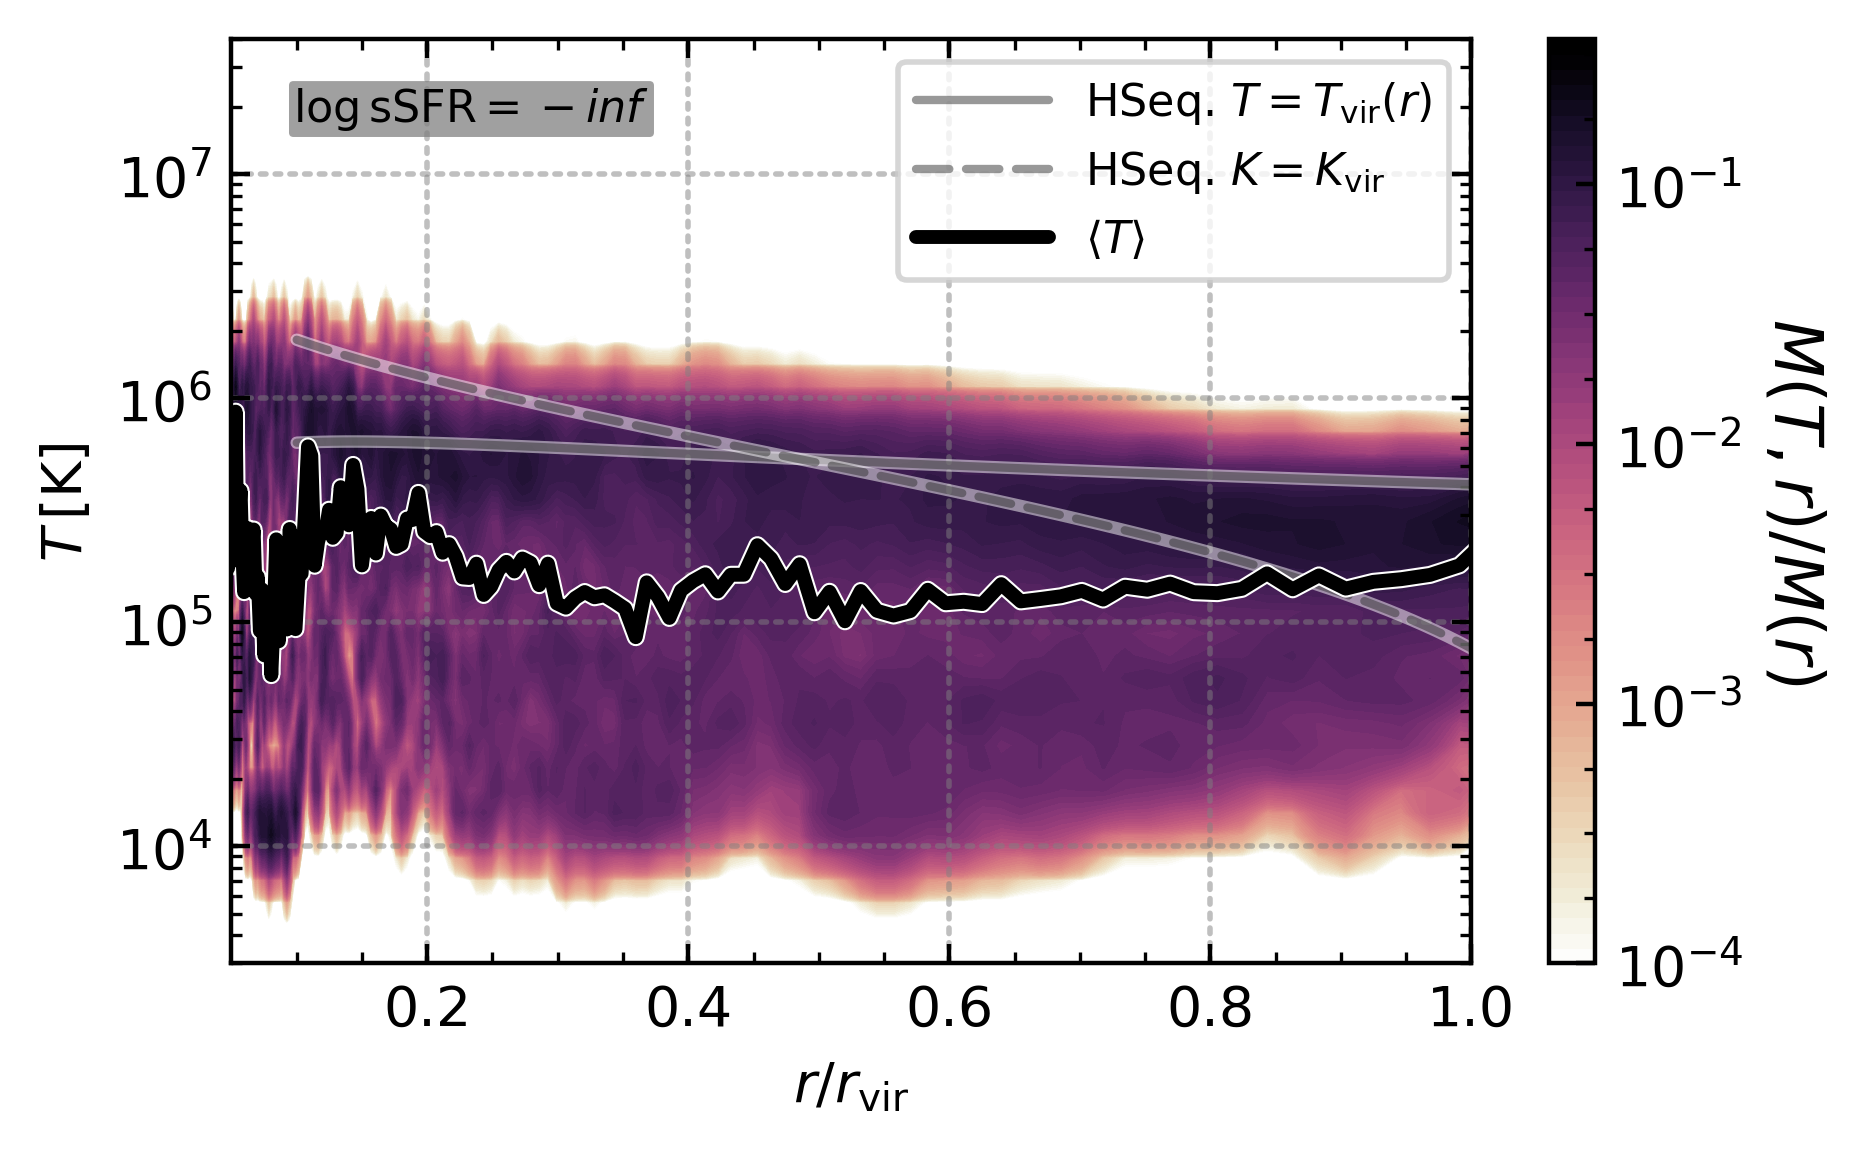 log sSFR = − inf
HSeq. T = T_vir(r)
HSeq. K = K_vir
⟨T⟩
10^7
10^6
10^5
10^4
T [K]
0.2 0.4 0.6 0.8 1.0
r/r_vir
10^−1
10^−2
10^−3
10^−4
M(T, r)/M(r)